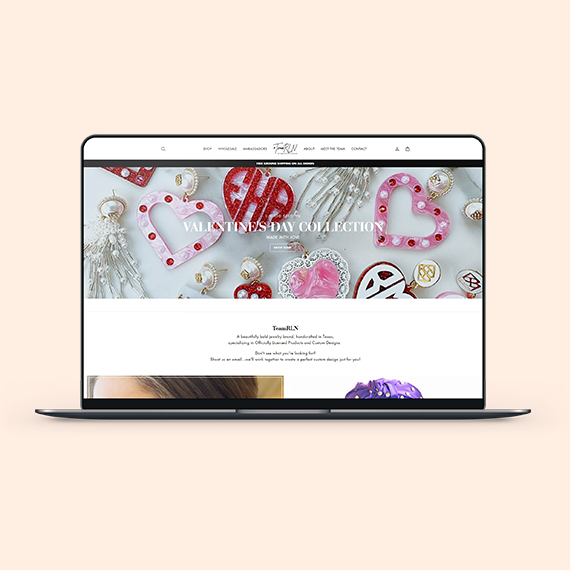 SHOP WHOLESALE AMBASSADORS TeamRLN ABOUT MEET THE TEAM CONTACT
FREE GROUND SHIPPING ON ALL ORDERS
VALENTINE'S DAY COLLECTION
MADE WITH LOVE
SHOP NOW
TeamRLN
A beautifully bold jewelry brand, handcrafted in Texas,
specializing in Officially Licensed Products and Custom Designs.
Don't see what you're looking for?
Shoot us an email...we'll work together to create a perfect custom design just for you!